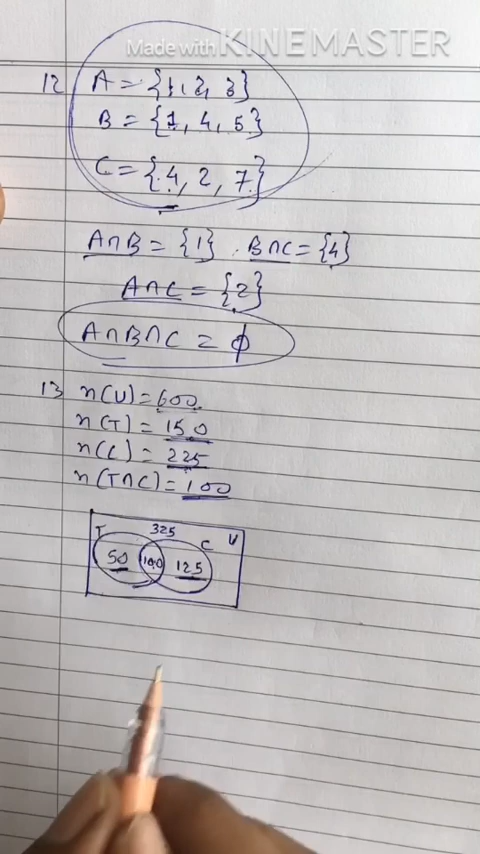 Made with KINEMASTER
12 A = {1, 2, 3}
B = {1, 4, 5}
C = {4, 2, 7}
A∩B = {1} . B∩C = {4}
A∩C = {2}
A∩B∩C = ϕ
13 n(U) = 600
n(T) = 150
n(C) = 225
n(T∩C) = 100
T 325 C U
50 100 125